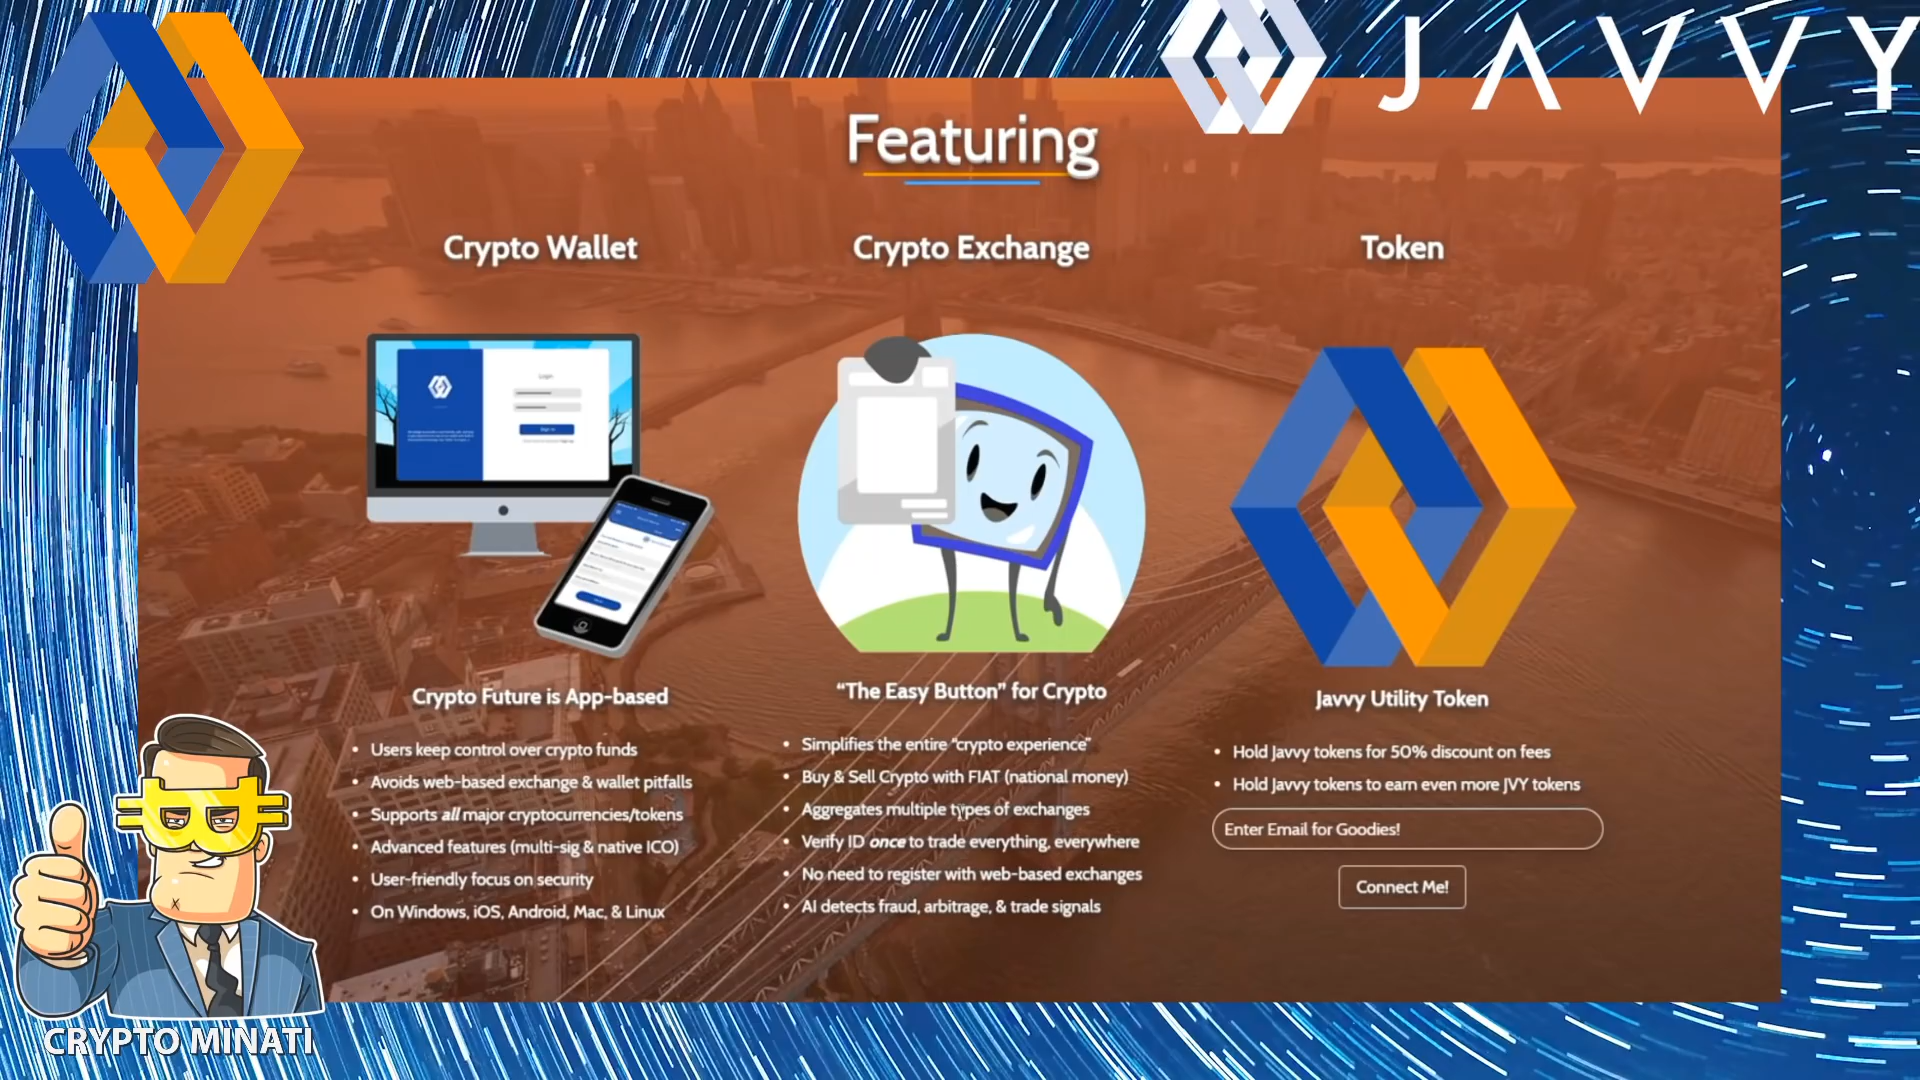 JAVVY
Featuring
Crypto Wallet
Crypto Exchange
Token
Login
Sign In
Crypto Future is App-based
• Users keep control over crypto funds
• Avoids web-based exchange & wallet pitfalls
• Supports all major cryptocurrencies/tokens
• Advanced features (multi-sig & native ICO)
• User-friendly focus on security
• On Windows, iOS, Android, Mac, & Linux
“The Easy Button” for Crypto
• Simplifies the entire “crypto experience”
• Buy & Sell Crypto with FIAT (national money)
• Aggregates multiple types of exchanges
• Verify ID once to trade everything, everywhere
• No need to register with web-based exchanges
• AI detects fraud, arbitrage, & trade signals
Javvy Utility Token
• Hold Javvy tokens for 50% discount on fees
• Hold Javvy tokens to earn even more JVY tokens
Enter Email for Goodies!
Connect Me!
CRYPTO MINATI